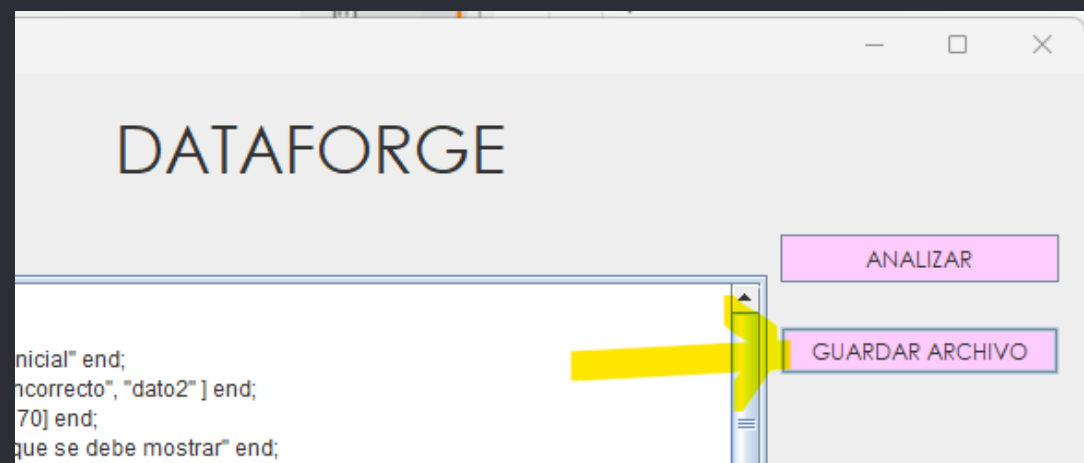 DATAFORGE
ANALIZAR
GUARDAR ARCHIVO
nicial" end;
ncorrecto", "dato2" ] end;
70] end;
que se debe mostrar" end;